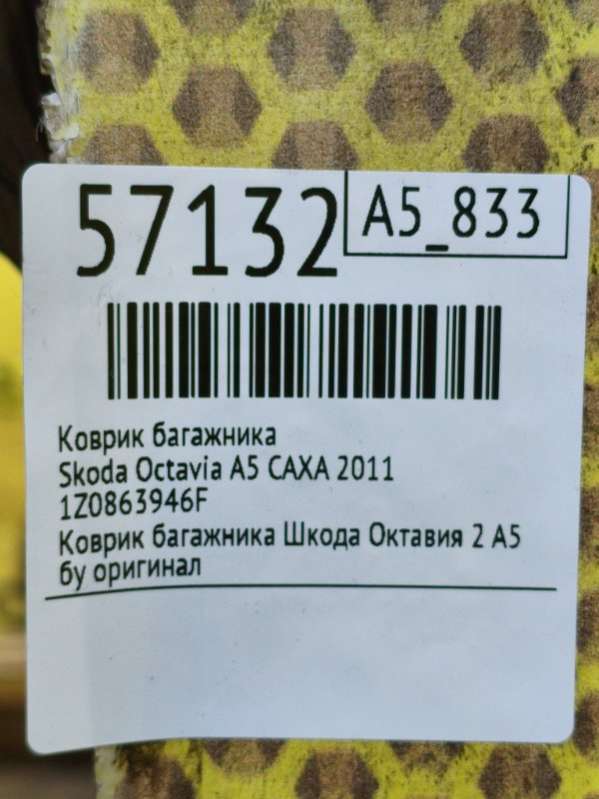 57132
A5_833
Коврик багажника
Skoda Octavia A5 CAXA 2011
1Z0863946F
Коврик багажника Шкода Октавия 2 А5
бу оригинал